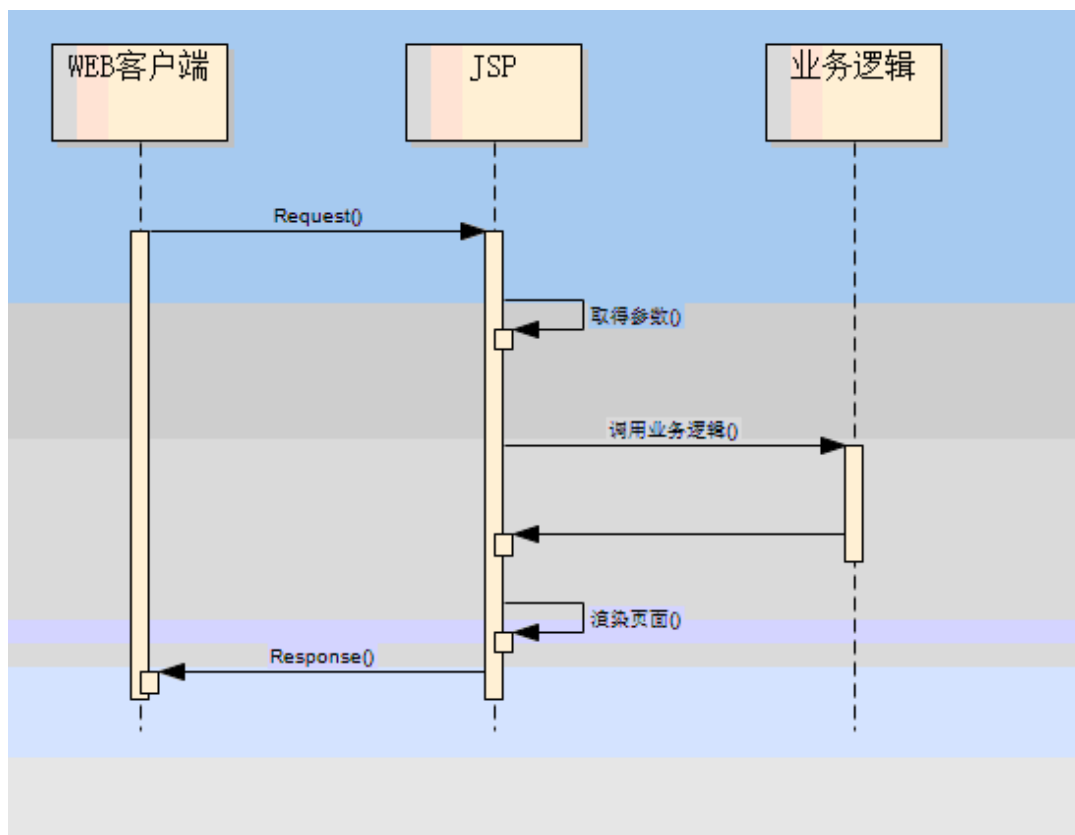 WEB客户端
JSP
业务逻辑
Request()
取得参数()
调用业务逻辑()
渲染页面()
Response()